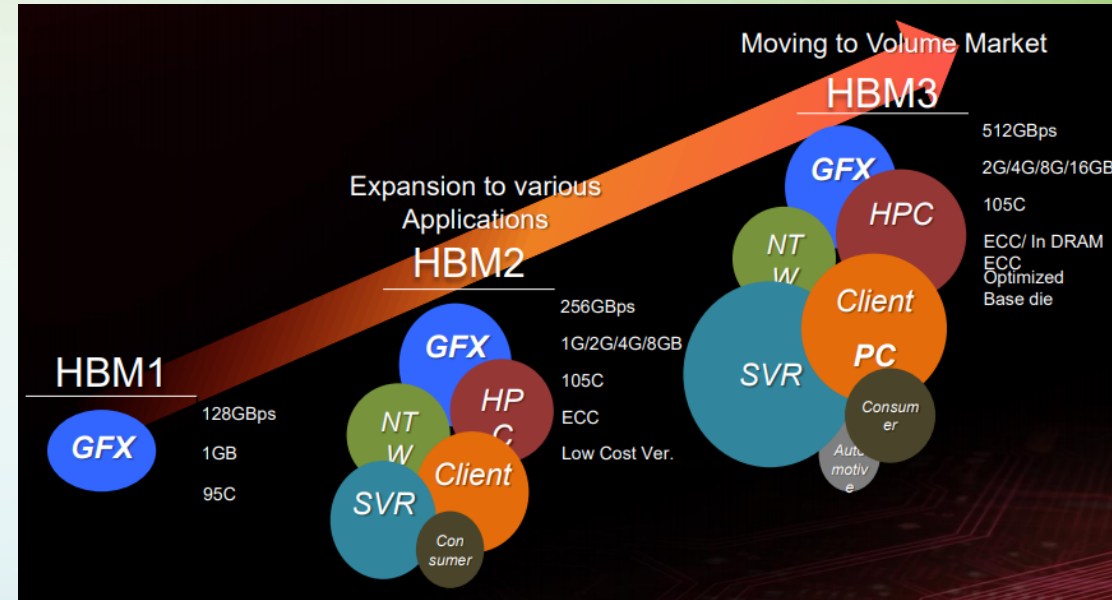 Moving to Volume Market
HBM3
512GBps
2G/4G/8G/16GB
105C
ECC/ In DRAM
ECC
Optimized
Base die
GFX
HPC
NT
W
Client
PC
SVR
Consum
er
Auto
motiv
e
Expansion to various
Applications
HBM2
256GBps
1G/2G/4G/8GB
105C
ECC
Low Cost Ver.
GFX
HP
C
NT
W
Client
SVR
Con
sumer
HBM1
GFX
128GBps
1GB
95C